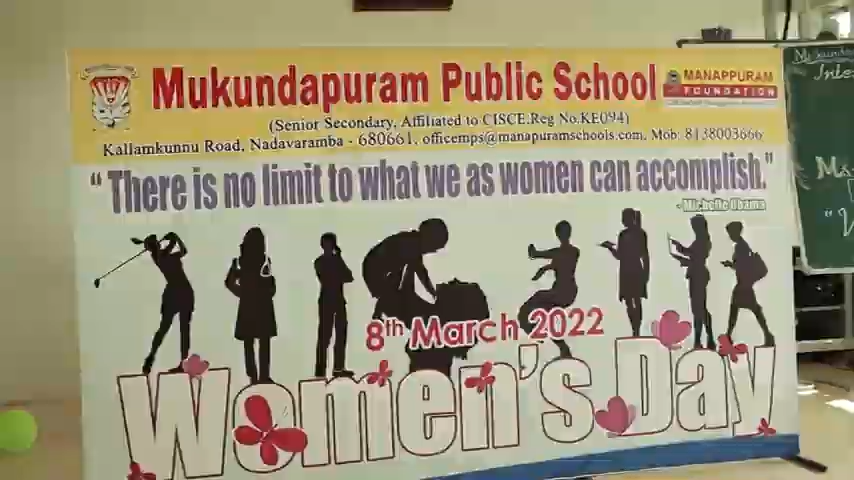 Mukundapuram Public School
MANAPPURAM
FOUNDATION
(Senior Secondary, Affiliated to CISCE.Reg No.KE094)
Kallamkunnu Road, Nadavaramba - 680661, officemps@manapuramschools.com, Mob: 8138003666
“There is no limit to what we as women can accomplish.”
- Michelle Obama
8th March 2022
Women's Day